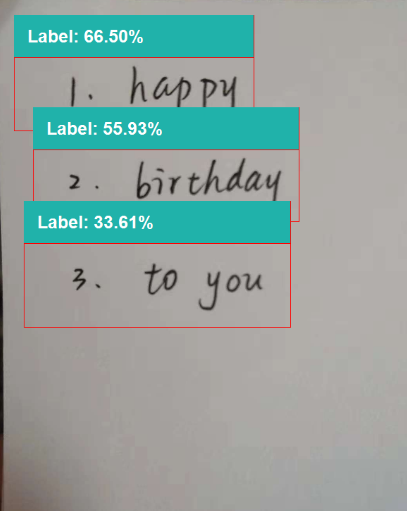 Label: 66.50%
1. happy
Label: 55.93%
2. birthday
Label: 33.61%
3. to you